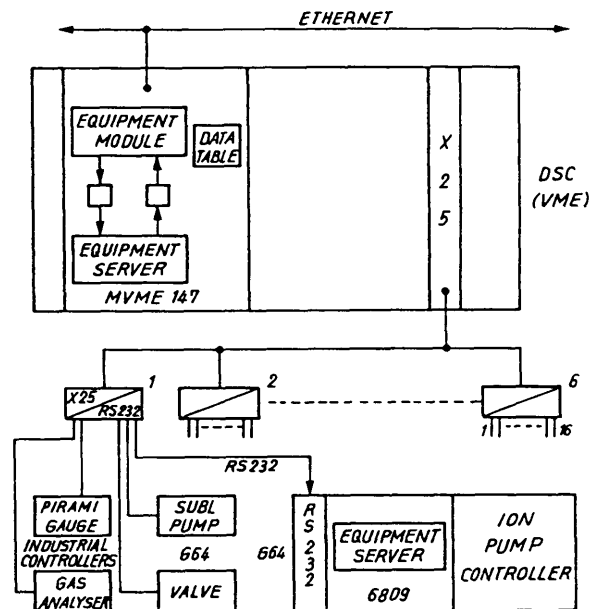 ETHERNET
EQUIPMENT
MODULE
DATA
TABLE
EQUIPMENT
SERVER
MVME 147
X
2
5
DSC
(VME)
X25
RS232
1
2
6
1
16
RS232
PIRAMI
GAUGE
INDUSTRIAL
CONTROLLERS
GAS
ANALYSER
SUBL
PUMP
G64
VALVE
G64
R
S
2
3
2
EQUIPMENT
SERVER
6809
ION
PUMP
CONTROLLER